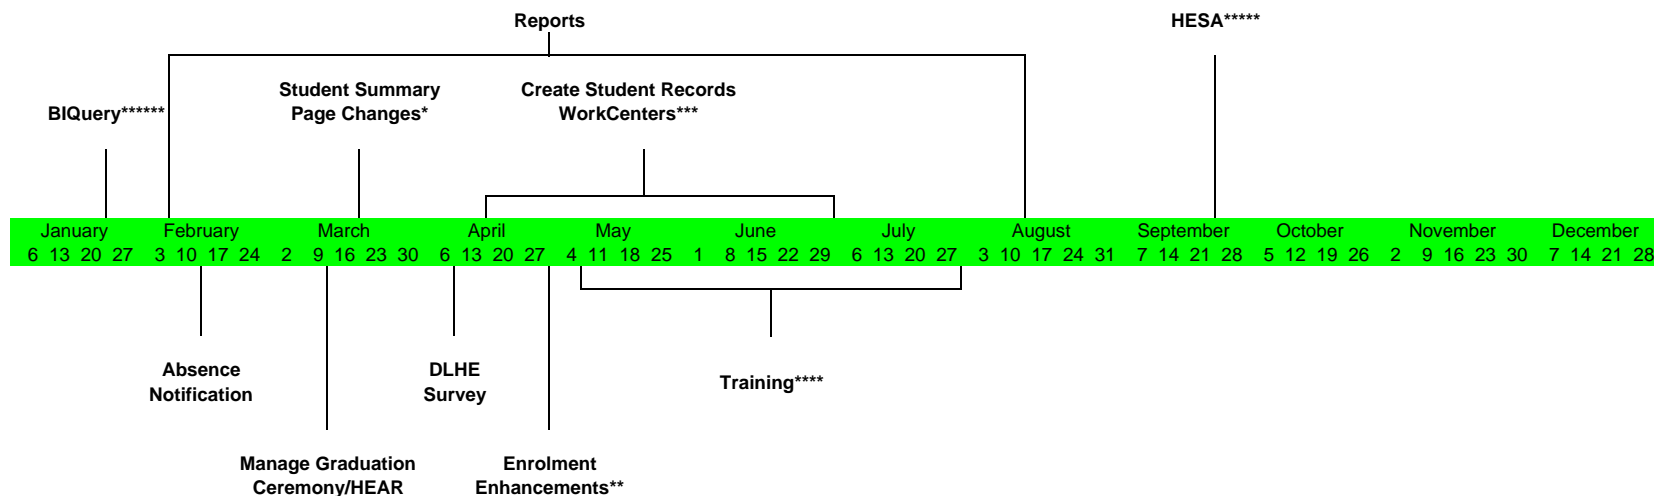 Reports
HESA*****
Student Summary
Page Changes*
Create Student Records
WorkCenters***
BIQuery******
January February March April May June July August September October November December
6 13 20 27 3 10 17 24 2 9 16 23 30 6 13 20 27 4 11 18 25 1 8 15 22 29 6 13 20 27 3 10 17 24 31 7 14 21 28 5 12 19 26 2 9 16 23 30 7 14 21 28
Absence
Notification
DLHE
Survey
Training****
Manage Graduation
Ceremony/HEAR
Enrolment
Enhancements**